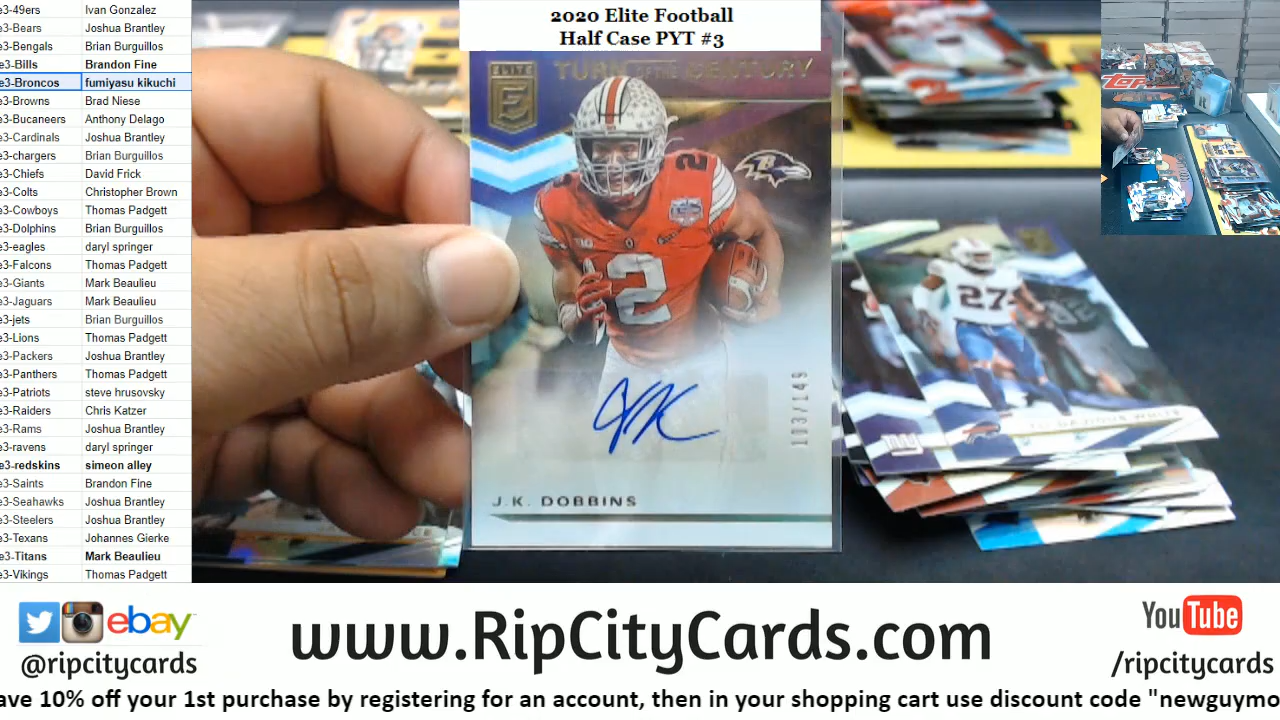 2020 Elite Football
Half Case PYT #3
e3-49ers Ivan Gonzalez
e3-Bears Joshua Brantley
e3-Bengals Brian Burguillos
e3-Bills Brandon Fine
e3-Broncos fumiyasu kikuchi
e3-Browns Brad Niese
e3-Bucaneers Anthony Delago
e3-Cardinals Joshua Brantley
e3-chargers Brian Burguillos
e3-Chiefs David Frick
e3-Colts Christopher Brown
e3-Cowboys Thomas Padgett
e3-Dolphins Brian Burguillos
e3-eagles daryl springer
e3-Falcons Thomas Padgett
e3-Giants Mark Beaulieu
e3-Jaguars Mark Beaulieu
e3-jets Brian Burguillos
e3-Lions Thomas Padgett
e3-Packers Joshua Brantley
e3-Panthers Thomas Padgett
e3-Patriots steve hrusovsky
e3-Raiders Chris Katzer
e3-Rams Joshua Brantley
e3-ravens daryl springer
e3-redskins simeon alley
e3-Saints Brandon Fine
e3-Seahawks Joshua Brantley
e3-Steelers Joshua Brantley
e3-Texans Johannes Gierke
e3-Titans Mark Beaulieu
e3-Vikings Thomas Padgett
ELITE
E
TURN OF THE CENTURY
2
2
J.K. DOBBINS
113/149
27
TOPPS
ebay
@ripcitycards
www.RipCityCards.com
YouTube
/ripcitycards
ave 10% off your 1st purchase by registering for an account, then in your shopping cart use discount code "newguymo